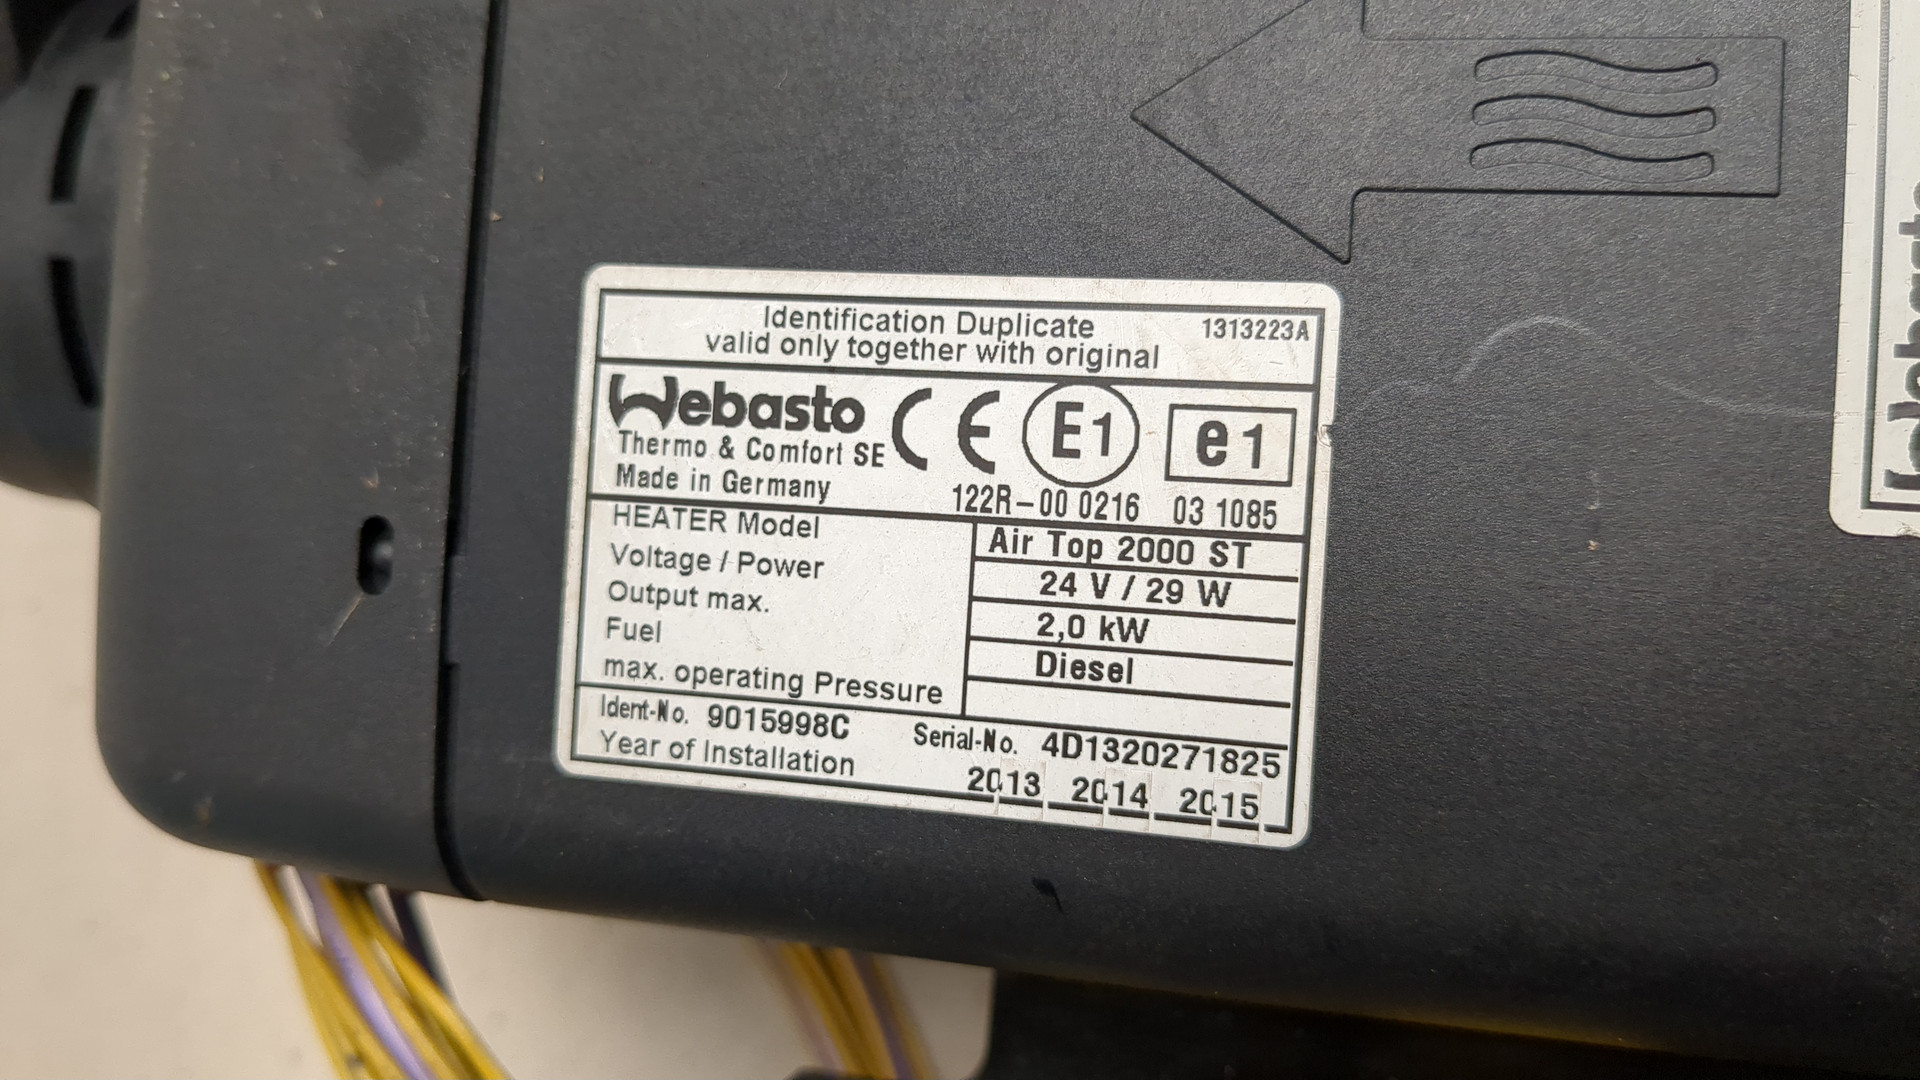 Identification Duplicate 1313223A
valid only together with original
Webasto CE E1 e1
Thermo & Comfort SE
Made in Germany 122R-00 0216 03 1085
HEATER Model Air Top 2000 ST
Voltage / Power 24 V / 29 W
Output max. 2,0 kW
Fuel Diesel
max. operating Pressure
Ident-No. 9015998C Serial-No. 4D1320271825
Year of Installation 2013 2014 2015
Webasto